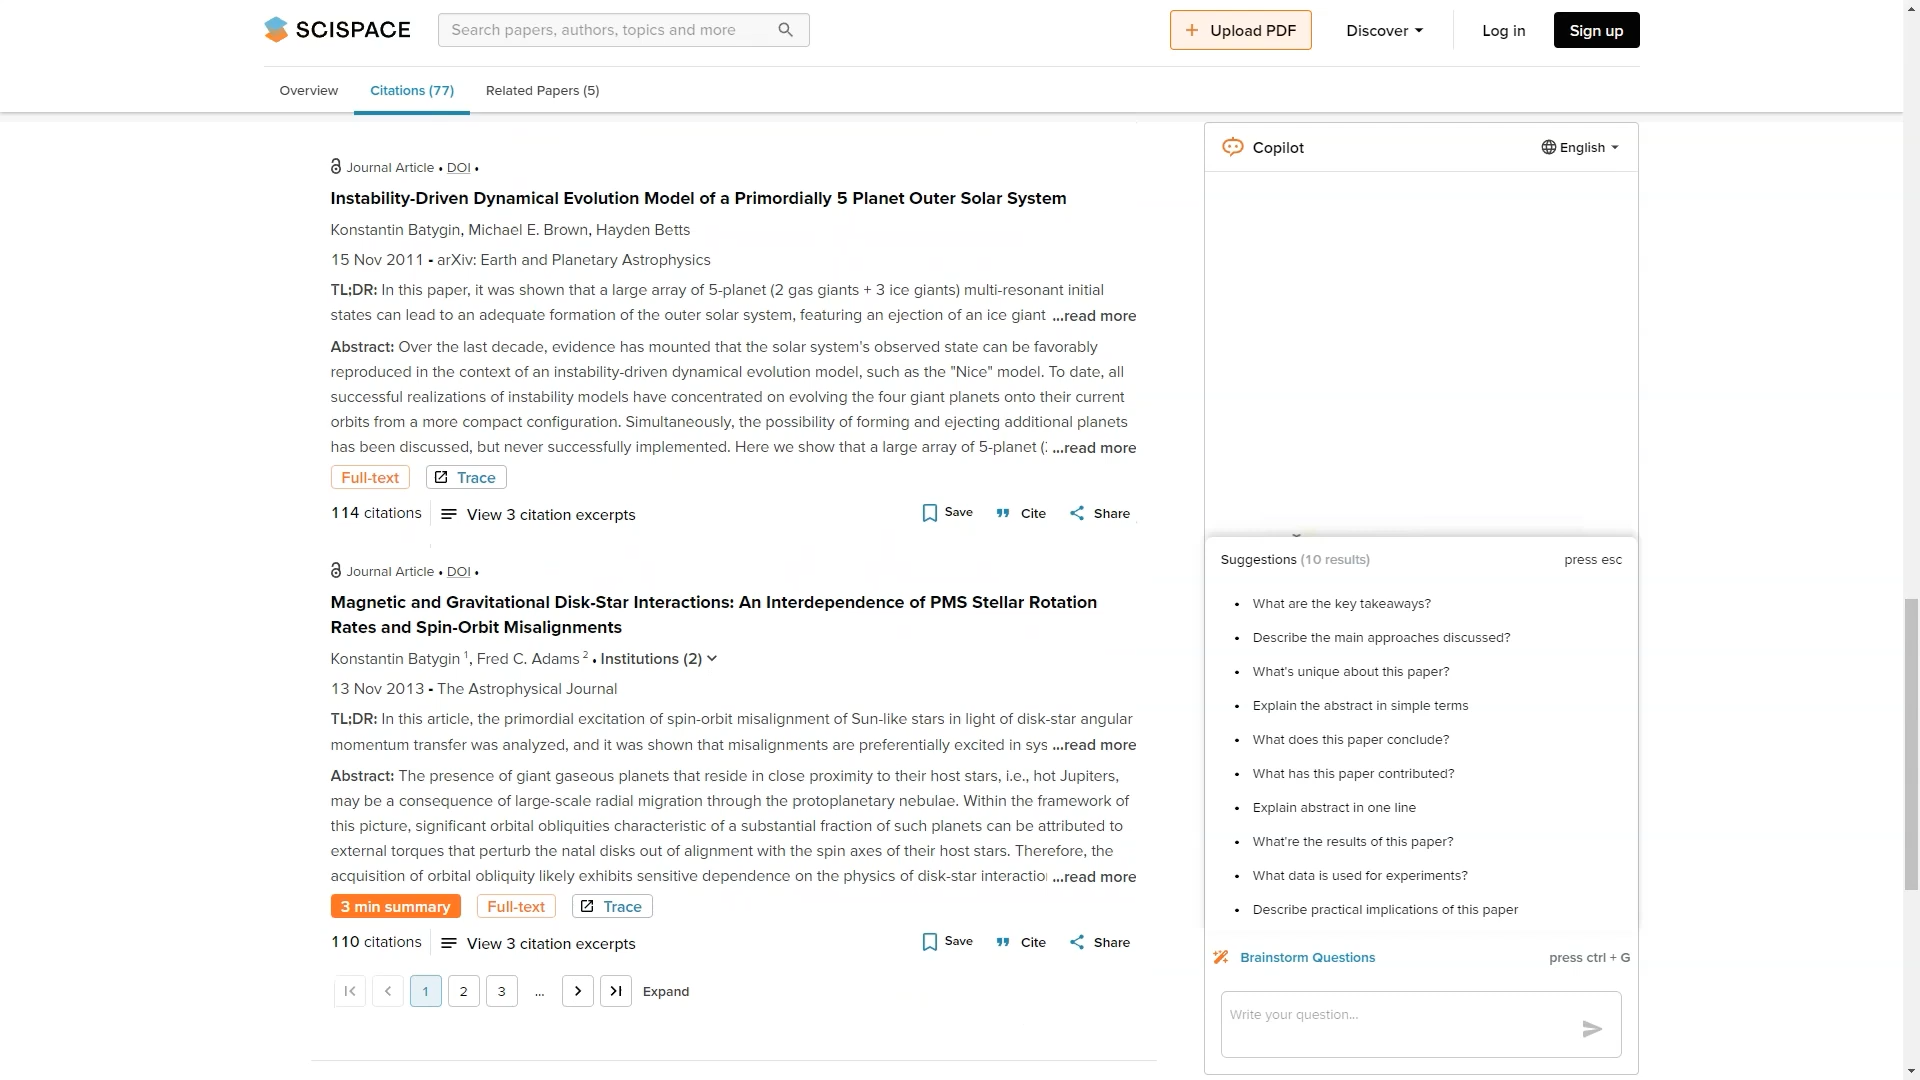 SCISPACE
Search papers, authors, topics and more
Upload PDF
Discover
Log in
Sign up
Overview
Citations (77)
Related Papers (5)
Journal Article • DOI •
Instability-Driven Dynamical Evolution Model of a Primordially 5 Planet Outer Solar System
Konstantin Batygin, Michael E. Brown, Hayden Betts
15 Nov 2011 - arXiv: Earth and Planetary Astrophysics
TL;DR: In this paper, it was shown that a large array of 5-planet (2 gas giants + 3 ice giants) multi-resonant initial
states can lead to an adequate formation of the outer solar system, featuring an ejection of an ice giant ...read more
Abstract: Over the last decade, evidence has mounted that the solar system's observed state can be favorably
reproduced in the context of an instability-driven dynamical evolution model, such as the "Nice" model. To date, all
successful realizations of instability models have concentrated on evolving the four giant planets onto their current
orbits from a more compact configuration. Simultaneously, the possibility of forming and ejecting additional planets
has been discussed, but never successfully implemented. Here we show that a large array of 5-planet (: ...read more
Full-text
Trace
114 citations
View 3 citation excerpts
Save
Cite
Share
Journal Article • DOI •
Magnetic and Gravitational Disk-Star Interactions: An Interdependence of PMS Stellar Rotation
Rates and Spin-Orbit Misalignments
Konstantin Batygin 1, Fred C. Adams 2 • Institutions (2)
13 Nov 2013 - The Astrophysical Journal
TL;DR: In this article, the primordial excitation of spin-orbit misalignment of Sun-like stars in light of disk-star angular
momentum transfer was analyzed, and it was shown that misalignments are preferentially excited in sys ...read more
Abstract: The presence of giant gaseous planets that reside in close proximity to their host stars, i.e., hot Jupiters,
may be a consequence of large-scale radial migration through the protoplanetary nebulae. Within the framework of
this picture, significant orbital obliquities characteristic of a substantial fraction of such planets can be attributed to
external torques that perturb the natal disks out of alignment with the spin axes of their host stars. Therefore, the
acquisition of orbital obliquity likely exhibits sensitive dependence on the physics of disk-star interactio ...read more
3 min summary
Full-text
Trace
110 citations
View 3 citation excerpts
Save
Cite
Share
1
2
3
...
Expand
Copilot
English
Suggestions (10 results)
press esc
• What are the key takeaways?
• Describe the main approaches discussed?
• What's unique about this paper?
• Explain the abstract in simple terms
• What does this paper conclude?
• What has this paper contributed?
• Explain abstract in one line
• What're the results of this paper?
• What data is used for experiments?
• Describe practical implications of this paper
Brainstorm Questions
press ctrl + G
Write your question...